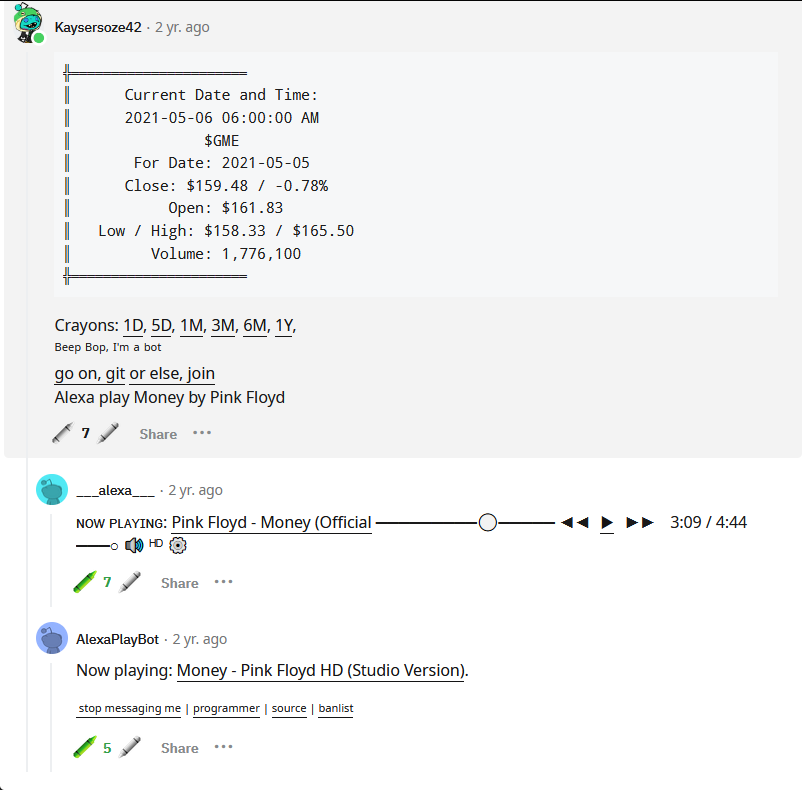 Kaysersoze42 · 2 yr. ago
╬════════════════════
║ Current Date and Time:
║ 2021-05-06 06:00:00 AM
║ $GME
║ For Date: 2021-05-05
║ Close: $159.48 / -0.78%
║ Open: $161.83
║ Low / High: $158.33 / $165.50
║ Volume: 1,776,100
╬════════════════════
Crayons: 1D, 5D, 1M, 3M, 6M, 1Y,
Beep Bop, I'm a bot
go on, git or else, join
Alexa play Money by Pink Floyd
7 Share ···
___alexa___ · 2 yr. ago
ɴᴏᴡ ᴘʟᴀʏɪɴɢ: Pink Floyd - Money (Official ─────────⚪───── ◄◄ ▶ ►► 3:09 / 4:44
───○ 🔊 ᴴᴰ ⚙
7 Share ···
AlexaPlayBot · 2 yr. ago
Now playing: Money - Pink Floyd HD (Studio Version).
stop messaging me | programmer | source | banlist
5 Share ···